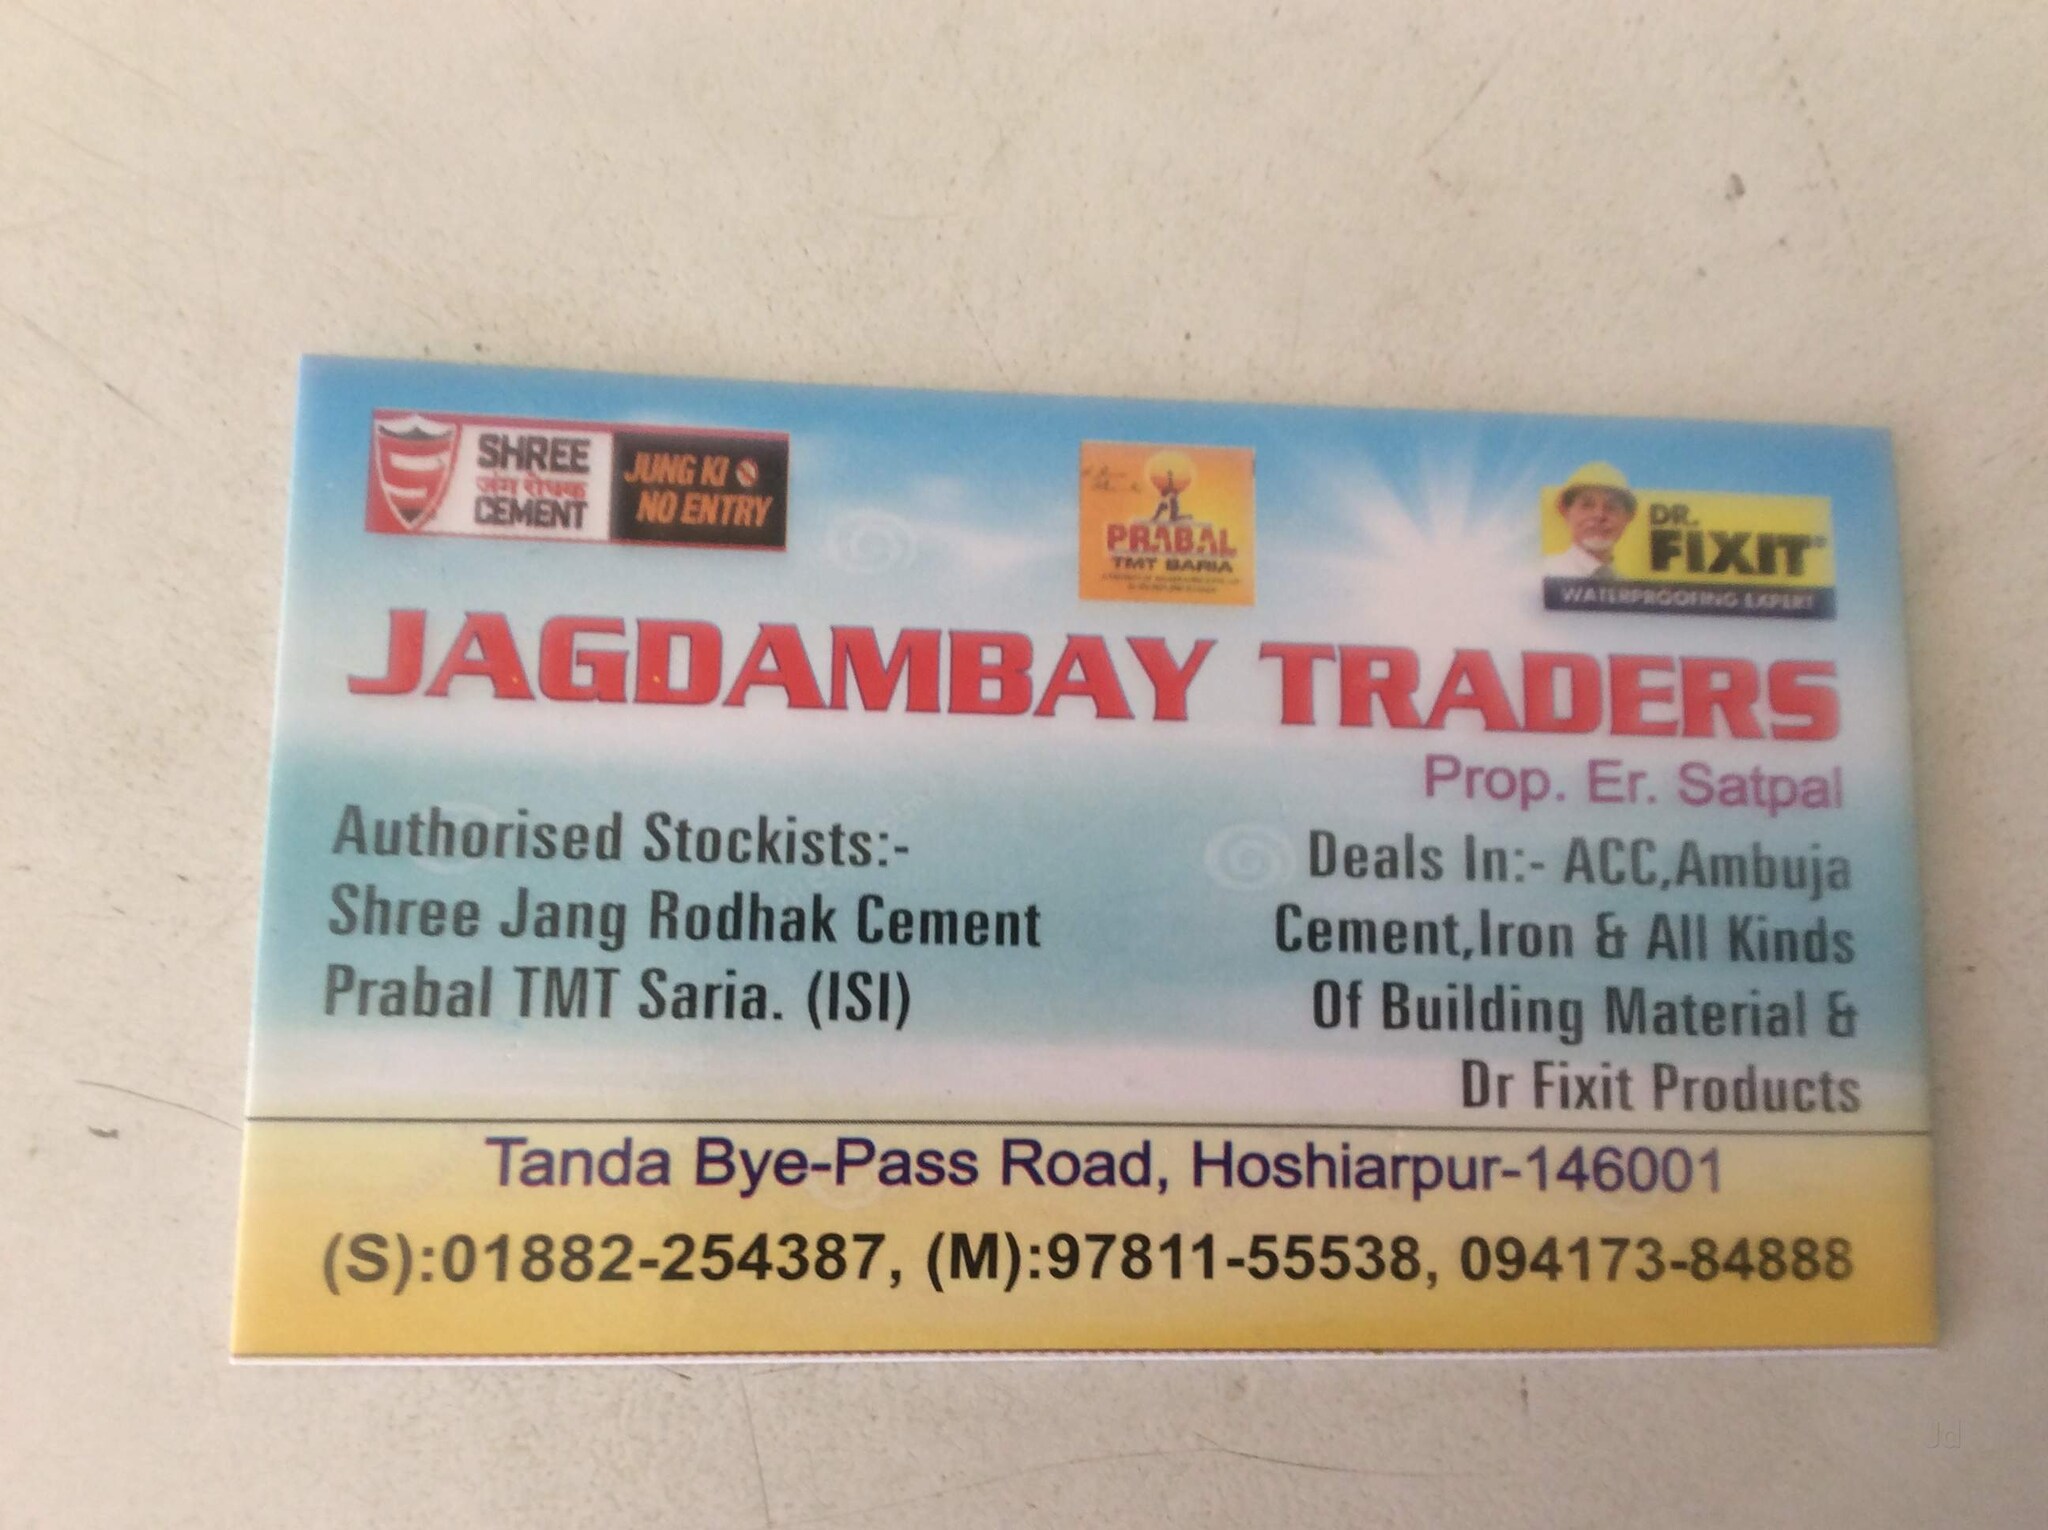 SHREE
जंग रोधक
CEMENT
JUNG KI
NO ENTRY
PRABAL
TMT SARIA
DR.
FIXIT
WATERPROOFING EXPERT
JAGDAMBAY TRADERS
Prop. Er. Satpal
Authorised Stockists:-
Shree Jang Rodhak Cement
Prabal TMT Saria. (ISI)
Deals In:- ACC,Ambuja
Cement,Iron & All Kinds
Of Building Material &
Dr Fixit Products
Tanda Bye-Pass Road, Hoshiarpur-146001
(S):01882-254387, (M):97811-55538, 094173-84888
Jd